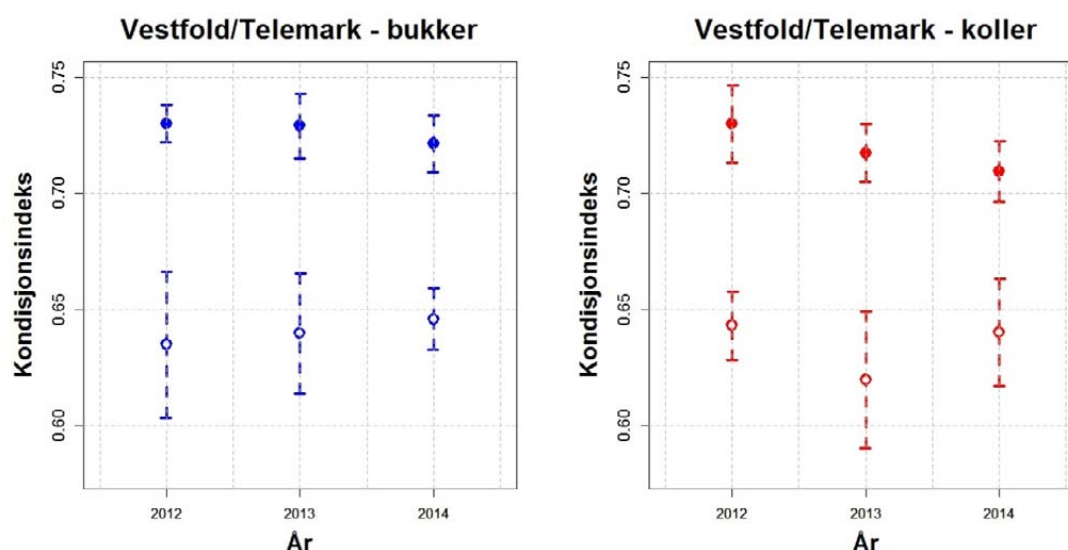 Vestfold/Telemark - bukker
Kondisjonsindeks
0.75
0.70
0.65
0.60
2012
2013
2014
År
Vestfold/Telemark - koller
Kondisjonsindeks
0.75
0.70
0.65
0.60
2012
2013
2014
År